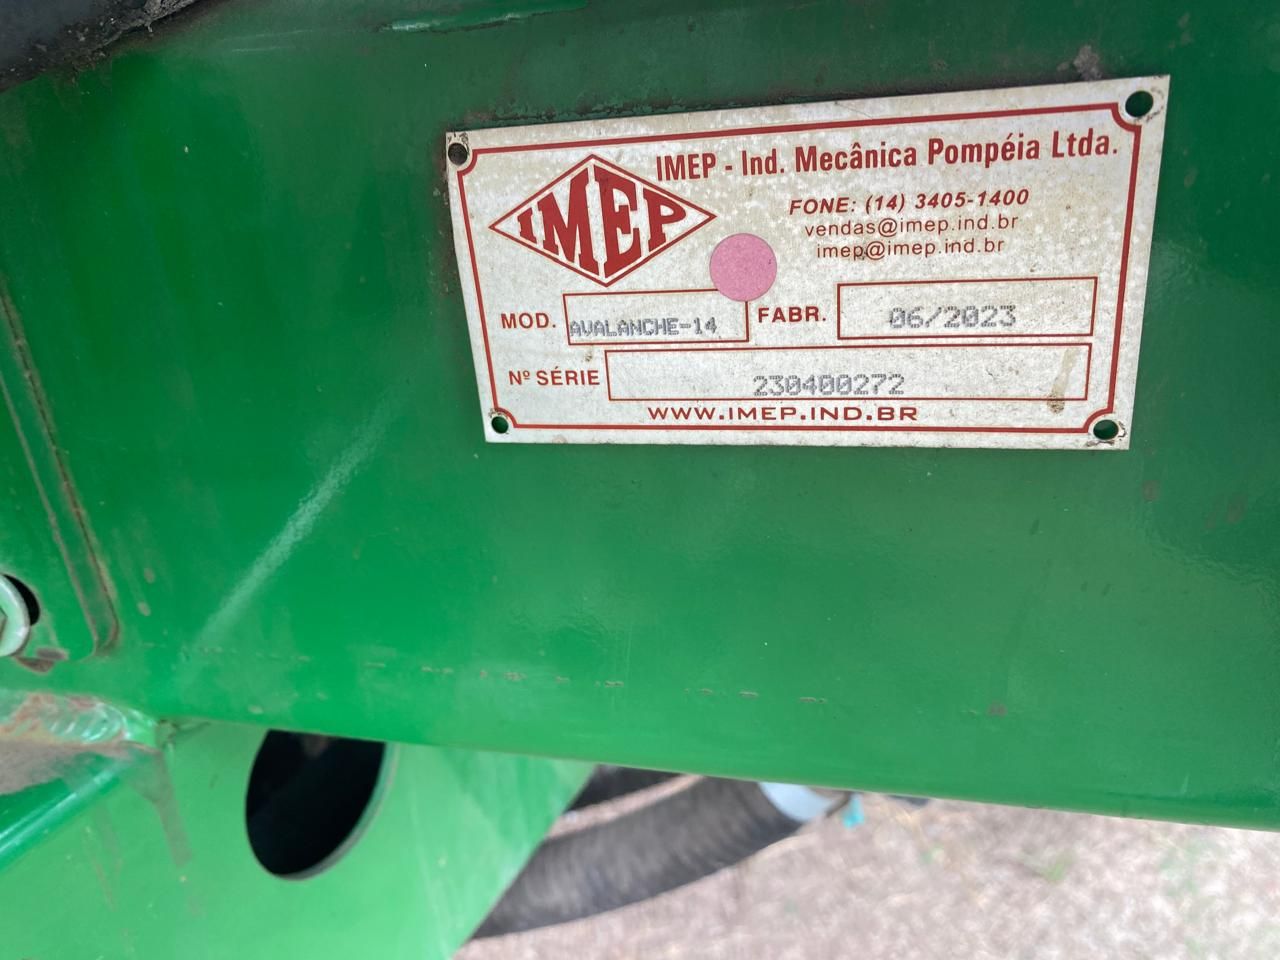 IMEP - Ind. Mecânica Pompéia Ltda.
IMEP
FONE: (14) 3405-1400
vendas@imep.ind.br
imep@imep.ind.br
MOD. AVALANCHE-14 FABR. 06/2023
Nº SÉRIE 230400272
WWW.IMEP.IND.BR